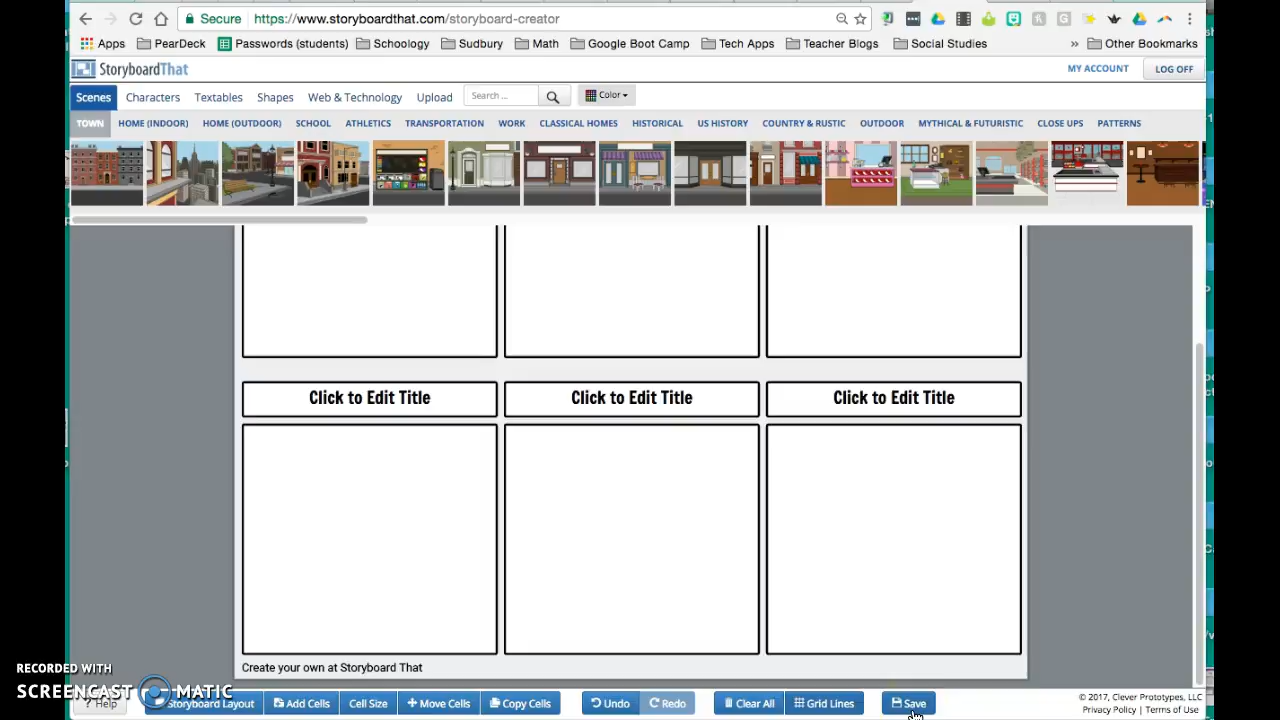 Secure https://www.storyboardthat.com/storyboard-creator
Apps PearDeck Passwords (students) Schoology Sudbury Math Google Boot Camp Tech Apps Teacher Blogs Social Studies » Other Bookmarks
StoryboardThat MY ACCOUNT LOG OFF
Scenes Characters Textables Shapes Web & Technology Upload Search ... Color
TOWN HOME (INDOOR) HOME (OUTDOOR) SCHOOL ATHLETICS TRANSPORTATION WORK CLASSICAL HOMES HISTORICAL US HISTORY COUNTRY & RUSTIC OUTDOOR MYTHICAL & FUTURISTIC CLOSE UPS PATTERNS
Click to Edit Title Click to Edit Title Click to Edit Title
Create your own at Storyboard That
RECORDED WITH
SCREENCAST MATIC
? Help Storyboard Layout Add Cells Cell Size Move Cells Copy Cells Undo Redo Clear All Grid Lines Save
© 2017, Clever Prototypes, LLC
Privacy Policy | Terms of Use